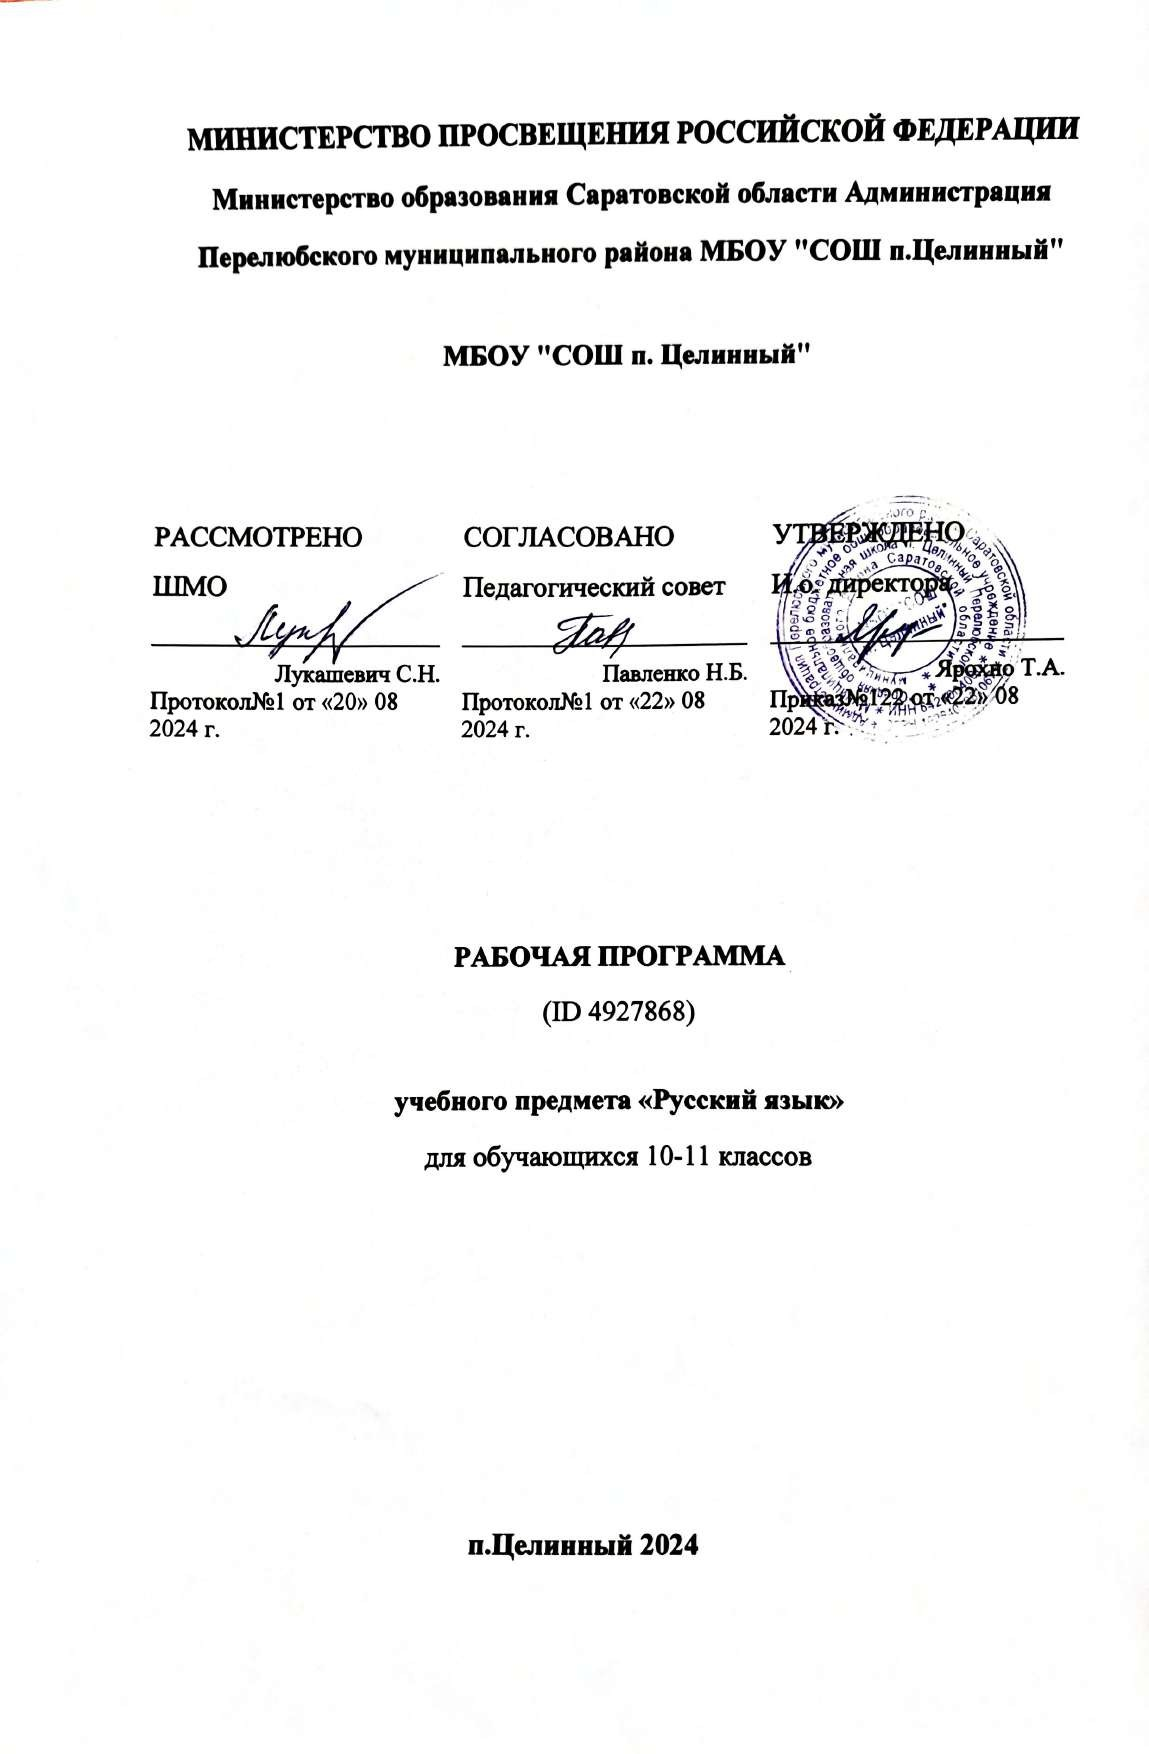 МИНИСТЕРСТВО ПРОСВЕЩЕНИЯ РОССИЙСКОЙ ФЕДЕРАЦИИ
Министерство образования Саратовской области Администрация
Перелюбского муниципального района МБОУ "СОШ п.Целинный"
МБОУ "СОШ п. Целинный"
РАССМОТРЕНО
ШМО
Лукашевич С.Н.
Протокол№1 от «20» 08
2024 г.
СОГЛАСОВАНО
Педагогический совет
Павленко Н.Б.
Протокол№1 от «22» 08
2024 г.
УТВЕРЖДЕНО
И.о. директора
Ярохно Т.А.
Приказ№122 от «22» 08
2024 г.
РАБОЧАЯ ПРОГРАММА
(ID 4927868)
учебного предмета «Русский язык»
для обучающихся 10-11 классов
п.Целинный 2024